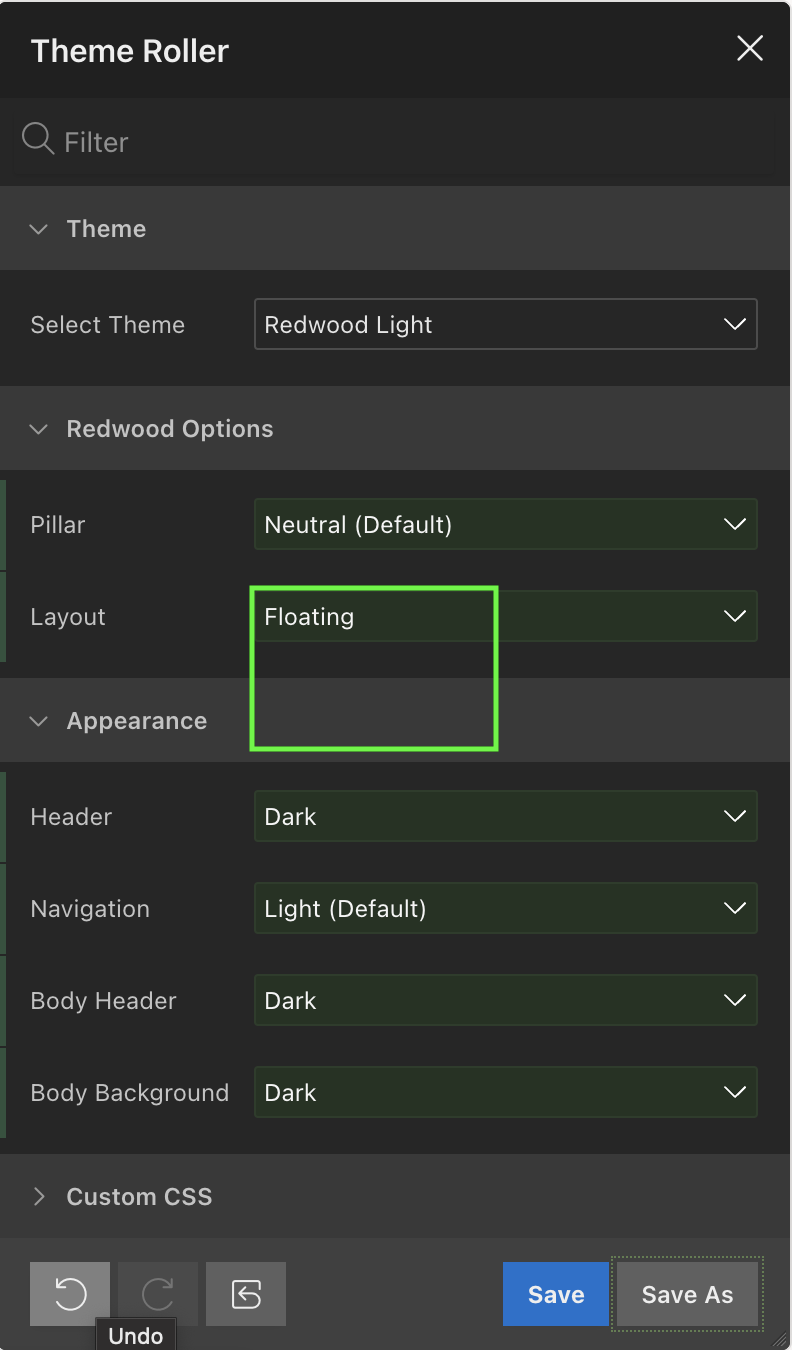 Theme Roller
Filter
Theme
Select Theme Redwood Light
Redwood Options
Pillar Neutral (Default)
Layout Floating
Appearance
Header Dark
Navigation Light (Default)
Body Header Dark
Body Background Dark
Custom CSS
Save Save As
Undo